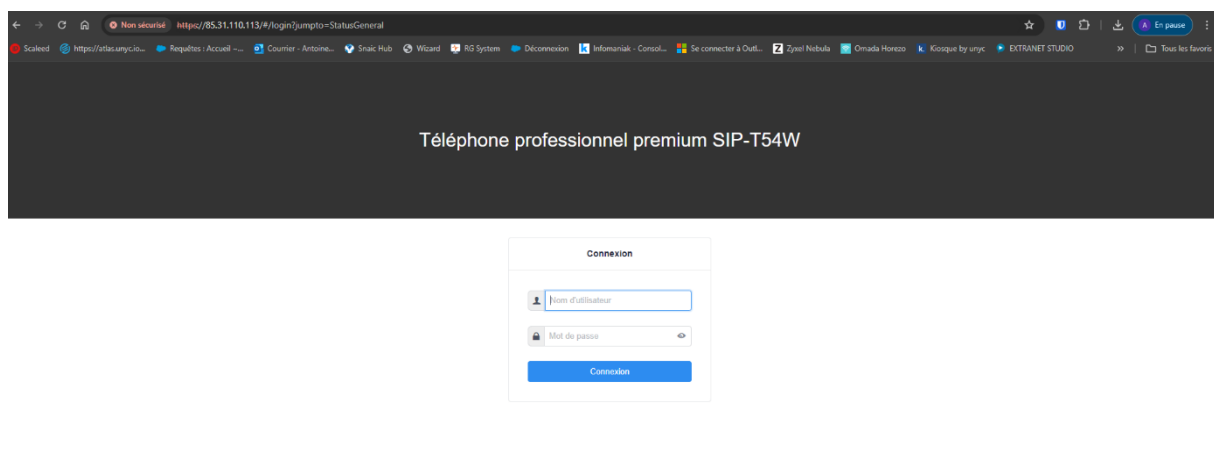 Non sécurisé https://85.31.110.113/#/login?jumpto=StatusGeneral En pause
Scaleed https://atlas.unyc.io... Requêtes : Accueil –... Courrier - Antoine... Snaic Hub Wizard RG System Déconnexion Infomaniak - Consol... Se connecter à Outl... Zyxel Nebula Omada Horezo Kiosque by unyc EXTRANET STUDIO Tous les favoris
Téléphone professionnel premium SIP-T54W
Connexion
Nom d'utilisateur
Mot de passe
Connexion